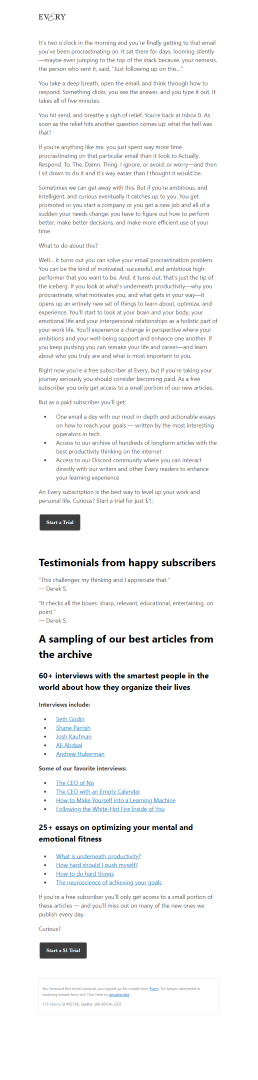 EVERY
It's two o'clock in the morning and you're finally getting to that email
you've been procrastinating on. It sat there for days, looming silently
—maybe even jumping to the top of the stack because, your nemesis,
the person who sent it, said, "Just following up on this..."
You take a deep breath, open the email, and think through how to
respond. Something clicks, you see the answer, and you type it out. It
takes all of five minutes.
You hit send, and breathe a sigh of relief. You're back at Inbox 0. As
soon as the relief hits another question comes up: what the hell was
that?
If you're anything like me, you just spent way more time
procrastinating on that particular email than it took to Actually.
Respond. To. The. Damn. Thing. I ignore, or avoid, or worry—and then
I sit down to do it and it's way easier than I thought it would be.
Sometimes we can get away with this. But if you're ambitious, and
intelligent, and curious eventually it catches up to you. You get
promoted or you start a company or you get a new job and all of a
sudden your needs change: you have to figure out how to perform
better, make better decisions, and make more efficient use of your
time.
What to do about this?
Well... it turns out you can solve your email procrastination problem.
You can be the kind of motivated, successful, and ambitious high-
performer that you want to be. And, it turns out, that's just the tip of
the iceberg. If you look at what's underneath productivity—why you
procrastinate, what motivates you, and what gets in your way—it
opens up an entirely new set of things to learn about, optimize, and
experience. You'll start to look at your brain and your body, your
emotional life and your interpersonal relationships as a holistic part of
your work life. You'll experience a change in perspective where your
ambitions and your well-being support and enhance one another. If
you keep pushing you can remake your life and career—and learn
about who you truly are and what is most important to you.
Right now you're a free subscriber at Every, but if you're taking your
journey seriously you should consider becoming paid. As a free
subscriber you only get access to a small portion of our new articles.
But as a paid subscriber you'll get:
• One email a day with our most in-depth and actionable essays
on how to reach your goals — written by the most interesting
operators in tech
• Access to our archive of hundreds of longform articles with the
best productivity thinking on the internet
• Access to our Discord community where you can interact
directly with our writers and other Every readers to enhance
your learning experience
An Every subscription is the best way to level up your work and
personal life. Curious? Start a trial for just $1:
Start a Trial
Testimonials from happy subscribers
"This challenges my thinking and I appreciate that."
— Derek S.
"It checks all the boxes: sharp, relevant, educational, entertaining, on
point."
— Derek S.
A sampling of our best articles from
the archive
60+ interviews with the smartest people in the
world about how they organize their lives
Interviews include:
• Seth Godin
• Shane Parrish
• Josh Kaufman
• Ali Abdaal
• Andrew Huberman
Some of our favorite interviews:
• The CEO of No
• The CEO with an Empty Calendar
• How to Make Yourself Into a Learning Machine
• Following the White-Hot Fire Inside of You
25+ essays on optimizing your mental and
emotional fitness
• What is underneath productivity?
• How hard should I push myself?
• How to do hard things
• The neuroscience of achieving your goals
If you're a free subscriber you'll only get access to a small portion of
these articles — and you'll miss out on many of the new ones we
publish every day.
Curious?
Start a $1 Trial
You received this email because you signed up for emails from Every. No longer interested in
receiving emails from us? Click here to unsubscribe.